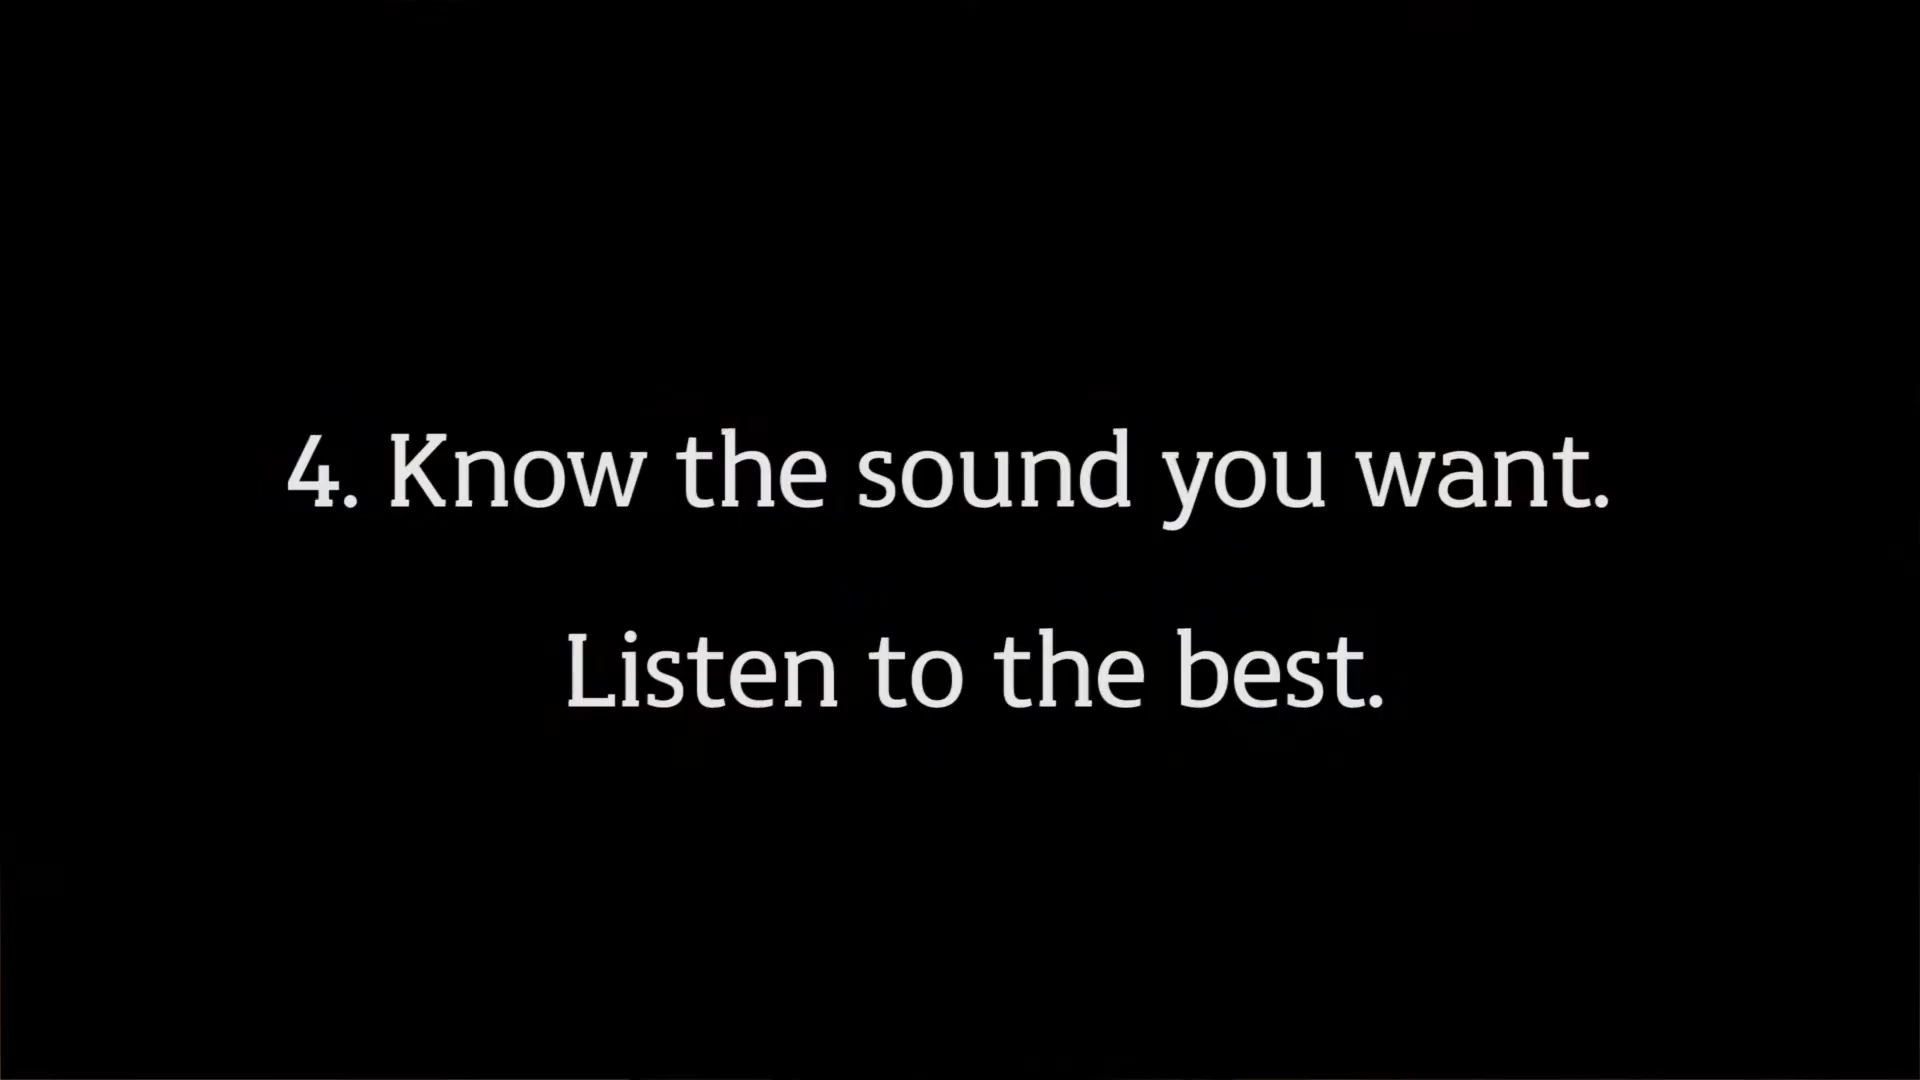 4. Know the sound you want.
Listen to the best.